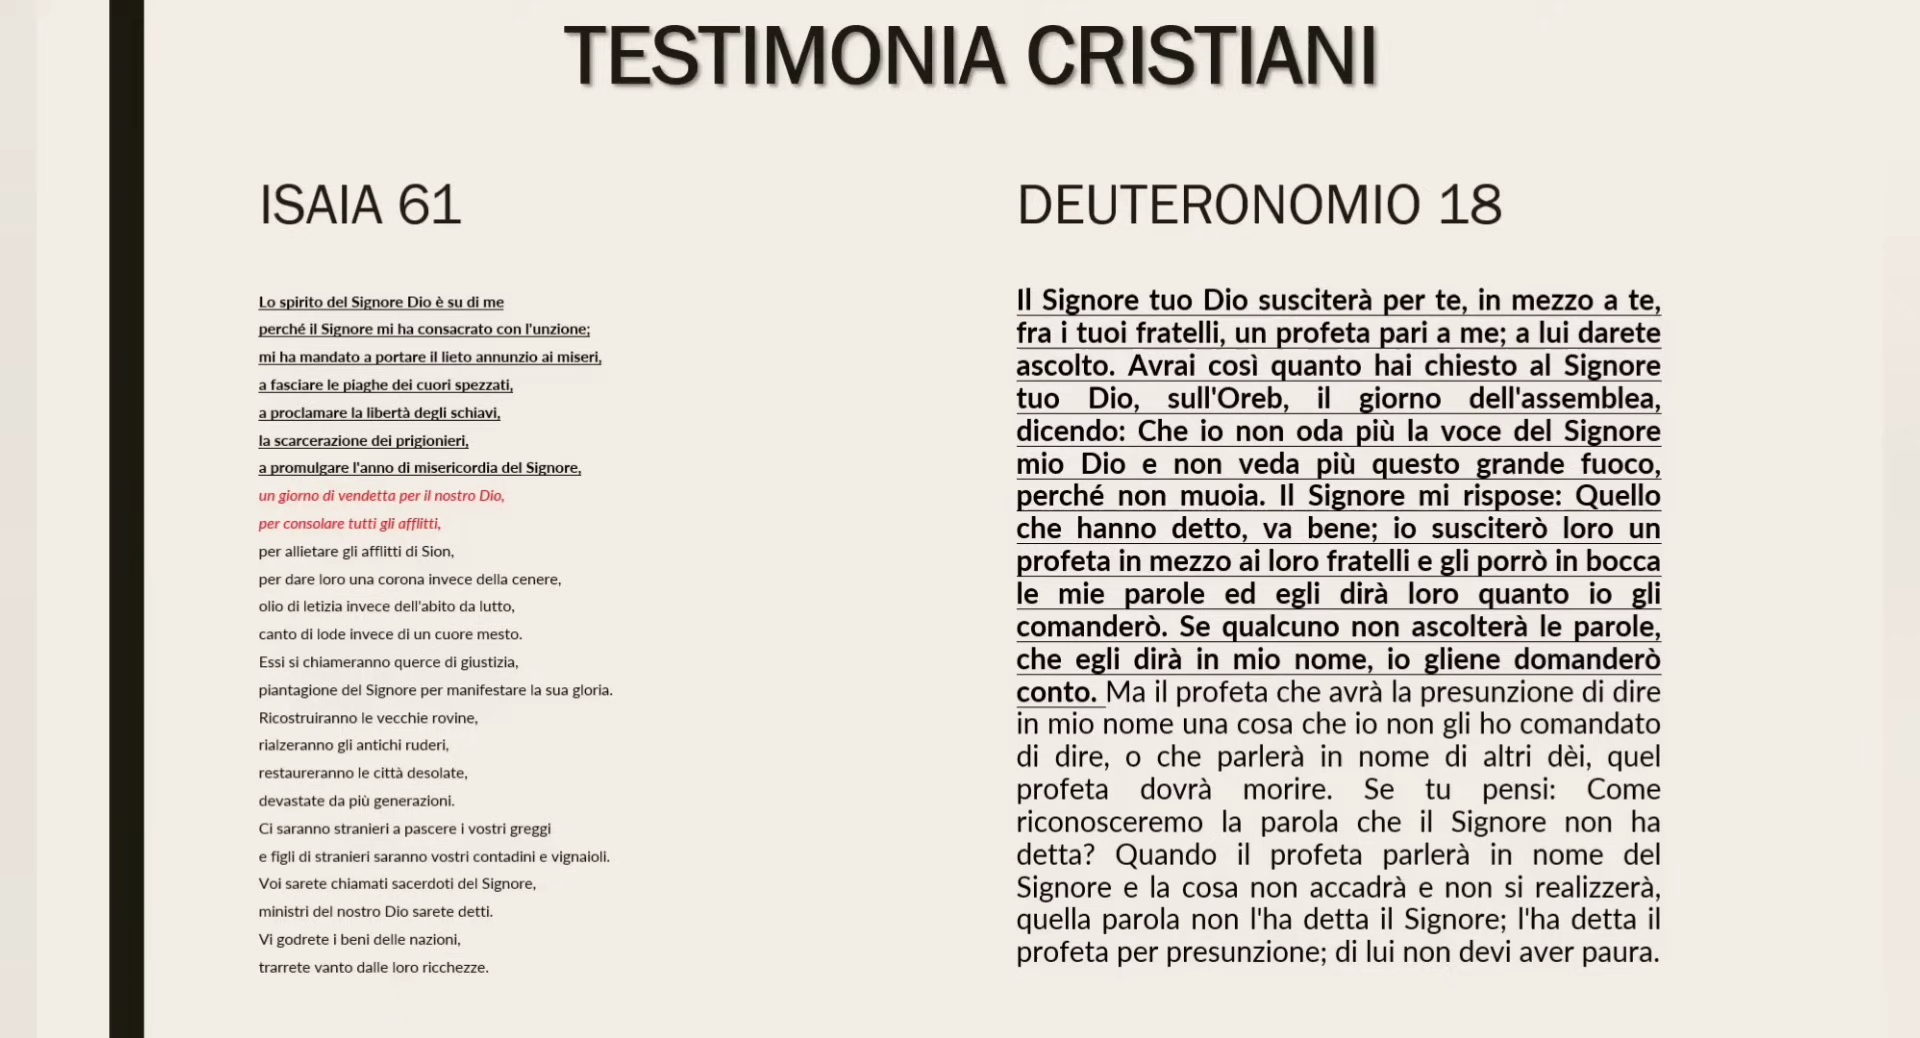 TESTIMONIA CRISTIANI
ISAIA 61
Lo spirito del Signore Dio è su di me
perché il Signore mi ha consacrato con l'unzione;
mi ha mandato a portare il lieto annunzio ai miseri,
a fasciare le piaghe dei cuori spezzati,
a proclamare la libertà degli schiavi,
la scarcerazione dei prigionieri,
a promulgare l'anno di misericordia del Signore,
un giorno di vendetta per il nostro Dio,
per consolare tutti gli afflitti,
per allietare gli afflitti di Sion,
per dare loro una corona invece della cenere,
olio di letizia invece dell'abito da lutto,
canto di lode invece di un cuore mesto.
Essi si chiameranno querce di giustizia,
piantagione del Signore per manifestare la sua gloria.
Ricostruiranno le vecchie rovine,
rialzeranno gli antichi ruderi,
restaureranno le città desolate,
devastate da più generazioni.
Ci saranno stranieri a pascere i vostri greggi
e figli di stranieri saranno vostri contadini e vignaioli.
Voi sarete chiamati sacerdoti del Signore,
ministri del nostro Dio sarete detti.
Vi godrete i beni delle nazioni,
trarrete vanto dalle loro ricchezze.
DEUTERONOMIO 18
Il Signore tuo Dio susciterà per te, in mezzo a te,
fra i tuoi fratelli, un profeta pari a me; a lui darete
ascolto. Avrai così quanto hai chiesto al Signore
tuo Dio, sull'Oreb, il giorno dell'assemblea,
dicendo: Che io non oda più la voce del Signore
mio Dio e non veda più questo grande fuoco,
perché non muoia. Il Signore mi rispose: Quello
che hanno detto, va bene; io susciterò loro un
profeta in mezzo ai loro fratelli e gli porrò in bocca
le mie parole ed egli dirà loro quanto io gli
comanderò. Se qualcuno non ascolterà le parole,
che egli dirà in mio nome, io gliene domanderò
conto. Ma il profeta che avrà la presunzione di dire
in mio nome una cosa che io non gli ho comandato
di dire, o che parlerà in nome di altri dèi, quel
profeta dovrà morire. Se tu pensi: Come
riconosceremo la parola che il Signore non ha
detta? Quando il profeta parlerà in nome del
Signore e la cosa non accadrà e non si realizzerà,
quella parola non l'ha detta il Signore; l'ha detta il
profeta per presunzione; di lui non devi aver paura.